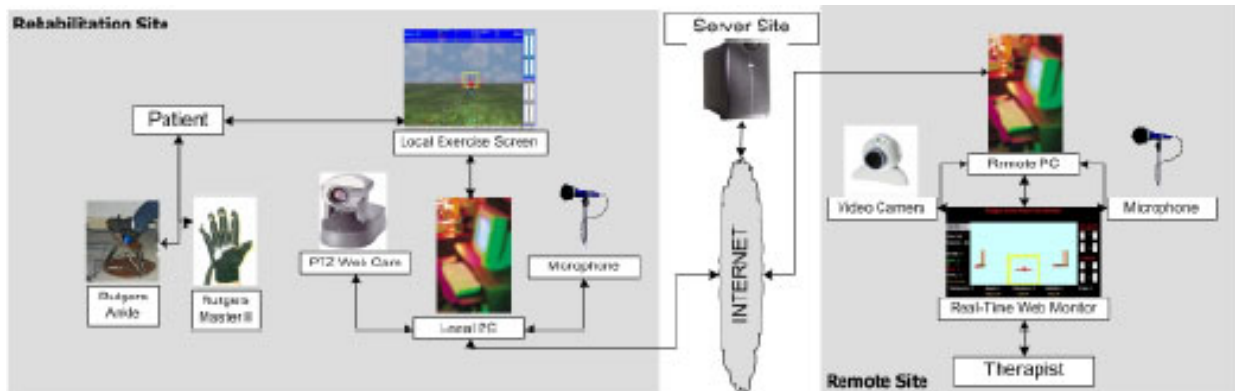 Rehabilitation Site
Patient
Local Exercise Screen
Rutgers
Ankle
Rutgers
Master II
PTZ Web Cam
Microphone
Local PC
Server Site
INTERNET
Remote PC
Video Camera
Microphone
Real-Time Web Monitor
Therapist
Remote Site